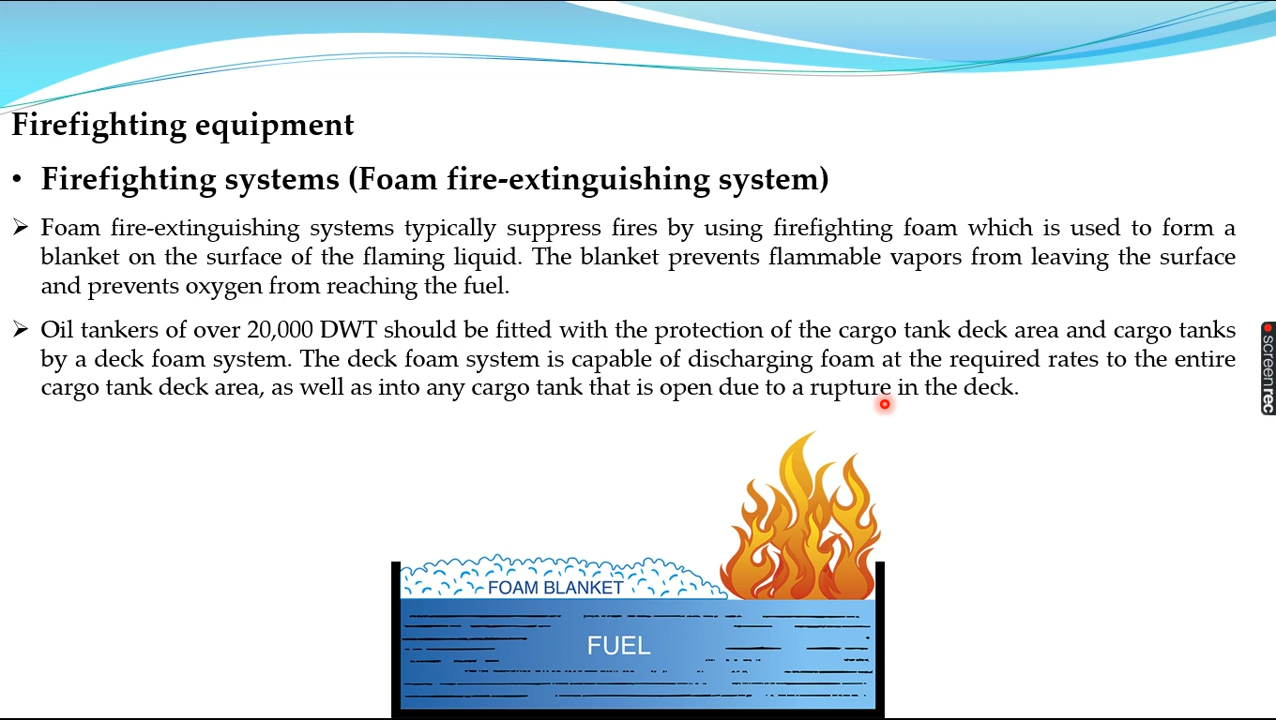 Firefighting equipment
• Firefighting systems (Foam fire-extinguishing system)
➢ Foam fire-extinguishing systems typically suppress fires by using firefighting foam which is used to form a
blanket on the surface of the flaming liquid. The blanket prevents flammable vapors from leaving the surface
and prevents oxygen from reaching the fuel.
➢ Oil tankers of over 20,000 DWT should be fitted with the protection of the cargo tank deck area and cargo tanks
by a deck foam system. The deck foam system is capable of discharging foam at the required rates to the entire
cargo tank deck area, as well as into any cargo tank that is open due to a rupture in the deck.
FOAM BLANKET
FUEL
screenrec